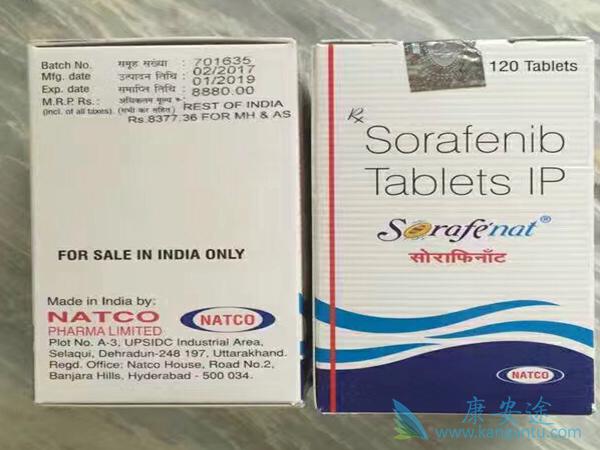 Batch No. समूह संख्या : 701635
Mfg. date उत्पादन तिथि : 02/2017
Exp. date समाप्ति तिथि : 01/2019
M.R.P Rs.: अधिकतम मूल्य रु. 8880.00
(incl. of all taxes) (सभी कर सहित) REST OF INDIA
Rs.8377.36 FOR MH & AS
FOR SALE IN INDIA ONLY
Made in India by:
NATCO
PHARMA LIMITED
NATCO
Plot No. A-3, UPSIDC Industrial Area,
Selaqui, Dehradun-248 197, Uttarakhand.
Regd. Office: Natco House, Road No.2,
Banjara Hills, Hyderabad - 500 034.
120 Tablets
Rx
Sorafenib
Tablets IP
Sorafénat®
सोराफिनॉट
NATCO
康安途
www.kangantu.com